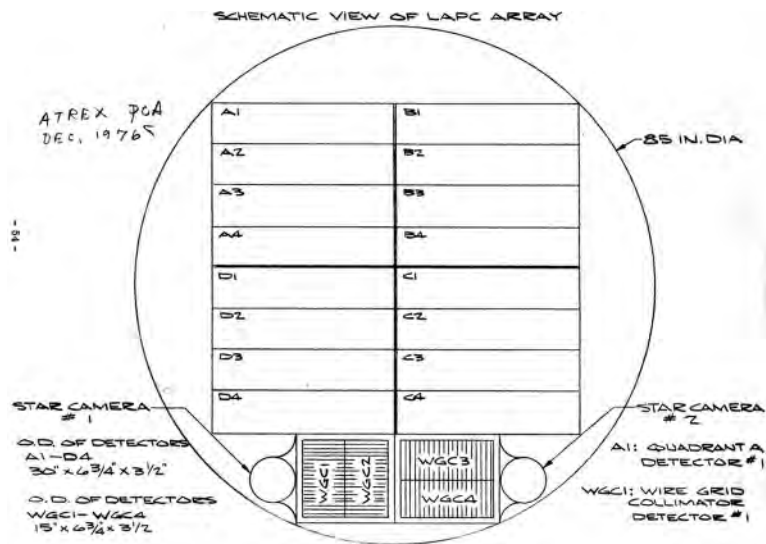 SCHEMATIC VIEW OF LAPC ARRAY
ATREX PCA
DEC, 1976
85 IN. DIA
A1
B1
A2
B2
A3
B3
A4
B4
D1
C1
D2
C2
D3
C3
D4
C4
- 54 -
STAR CAMERA
# 1
STAR CAMERA
# 2
O.D. OF DETECTORS
A1-D4
30" x 6 3/4" x 3 1/2"
O.D. OF DETECTORS
WGC1-WGC4
15" x 6 3/4" x 3 1/2
WGC1
WGC2
WGC3
WGC4
A1: QUADRANT A
DETECTOR #1
WGC1: WIRE GRID
COLLIMATOR
DETECTOR #1